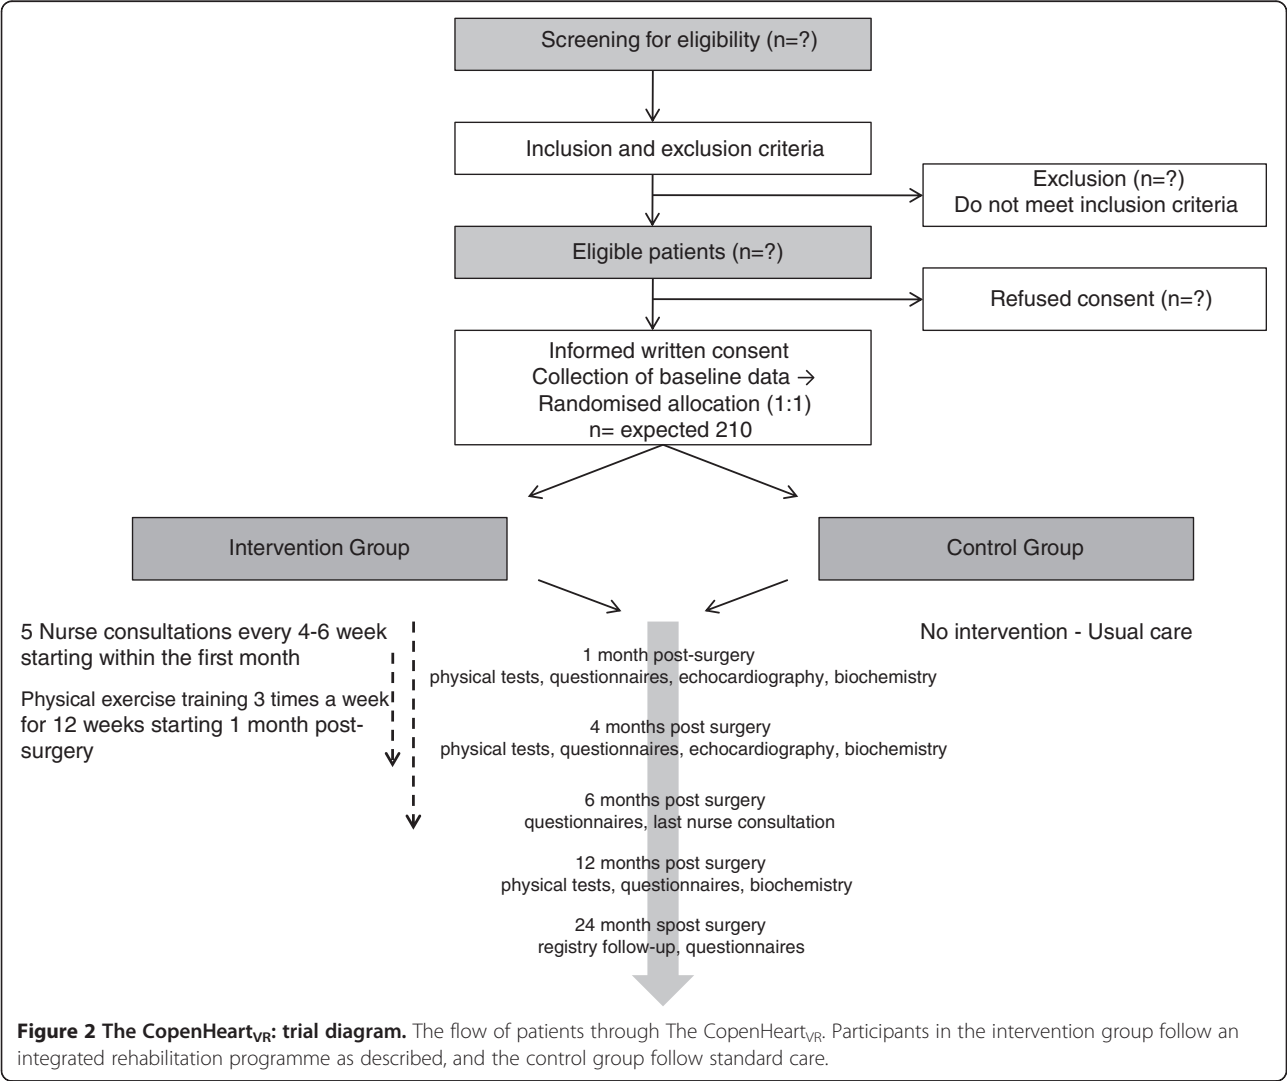 Screening for eligibility (n=?)
Inclusion and exclusion criteria
Exclusion (n=?)
Do not meet inclusion criteria
Eligible patients (n=?)
Refused consent (n=?)
Informed written consent
Collection of baseline data →
Randomised allocation (1:1)
n= expected 210
Intervention Group
Control Group
5 Nurse consultations every 4-6 week
starting within the first month
Physical exercise training 3 times a week
for 12 weeks starting 1 month post-
surgery
No intervention - Usual care
1 month post-surgery
physical tests, questionnaires, echocardiography, biochemistry
4 months post surgery
physical tests, questionnaires, echocardiography, biochemistry
6 months post surgery
questionnaires, last nurse consultation
12 months post surgery
physical tests, questionnaires, biochemistry
24 month spost surgery
registry follow-up, questionnaires
Figure 2 The CopenHeartVR: trial diagram. The flow of patients through The CopenHeartVR. Participants in the intervention group follow an
integrated rehabilitation programme as described, and the control group follow standard care.